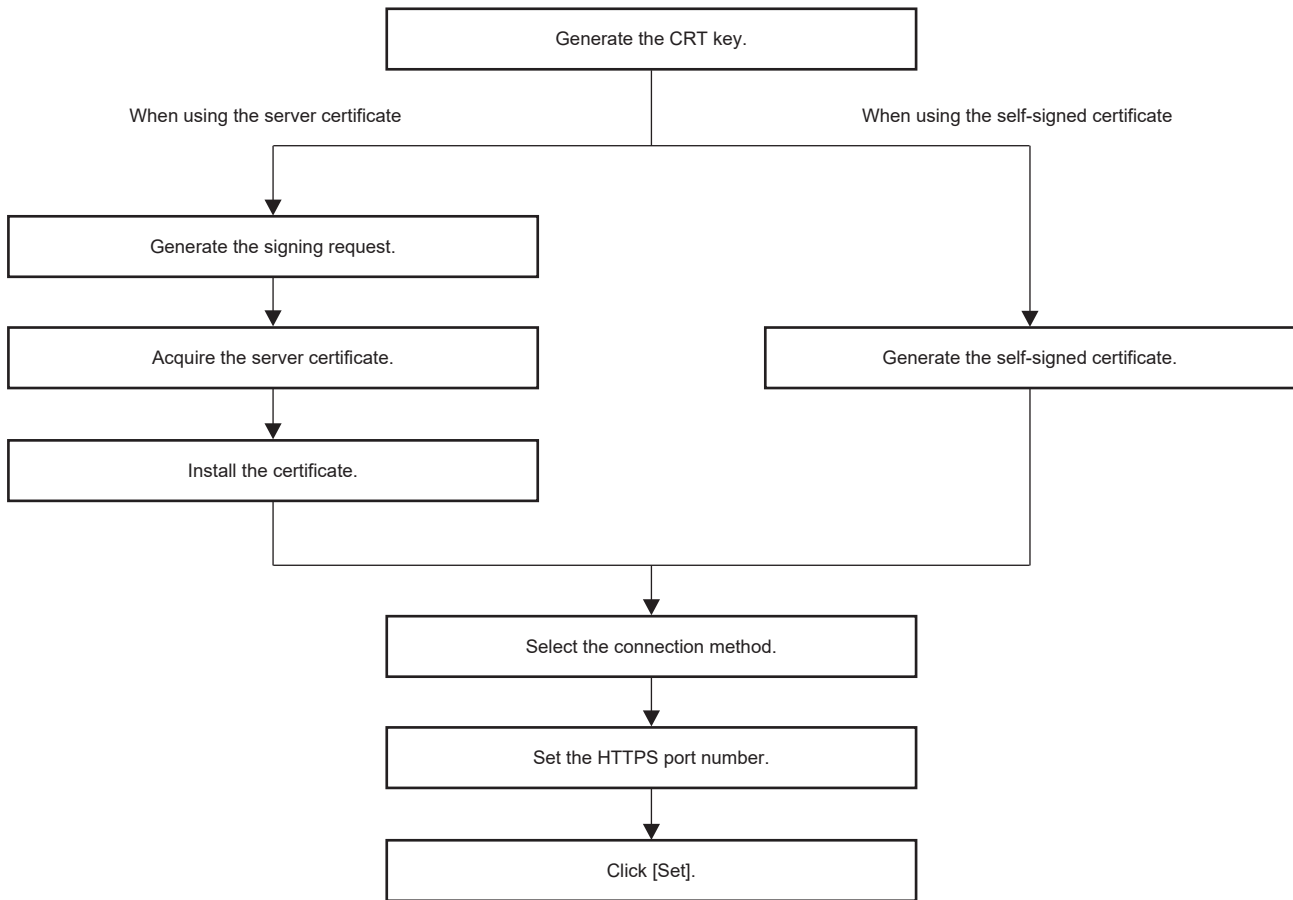 Generate the CRT key.
When using the server certificate
When using the self-signed certificate
Generate the signing request.
Acquire the server certificate.
Generate the self-signed certificate.
Install the certificate.
Select the connection method.
Set the HTTPS port number.
Click [Set].